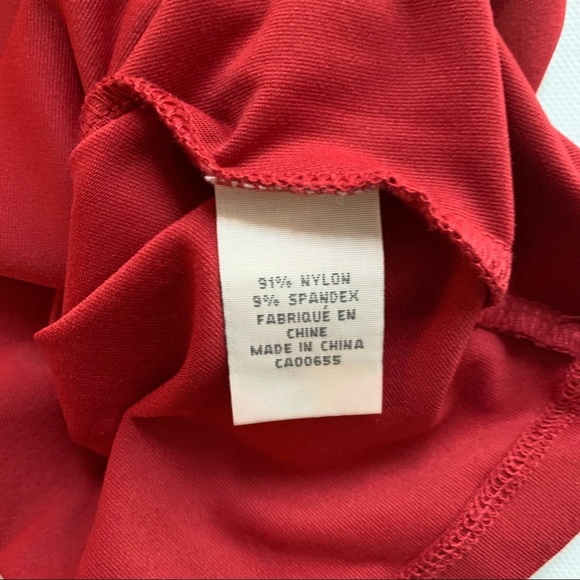 91% NYLON
9% SPANDEX
FABRIQUÉ EN
CHINE
MADE IN CHINA
CA00655